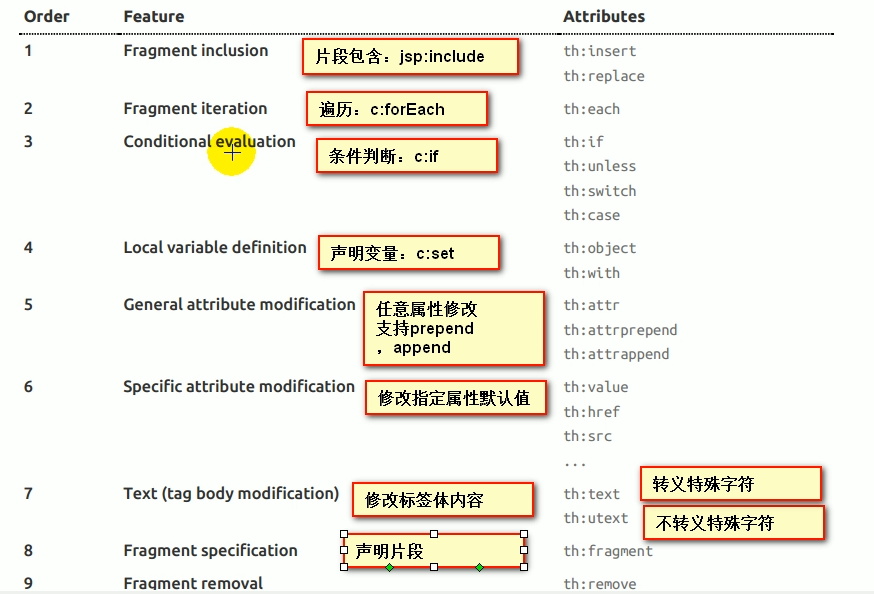 Order Feature Attributes
1 Fragment inclusion 片段包含：jsp:include th:insert
th:replace
2 Fragment iteration 遍历：c:forEach th:each
3 Conditional evaluation 条件判断：c:if th:if
th:unless
th:switch
th:case
4 Local variable definition 声明变量：c:set th:object
th:with
5 General attribute modification 任意属性修改 th:attr
支持prepend th:attrprepend
，append th:attrappend
6 Specific attribute modification 修改指定属性默认值 th:value
th:href
th:src
...
7 Text (tag body modification) 修改标签体内容 th:text 转义特殊字符
th:utext 不转义特殊字符
8 Fragment specification 声明片段 th:fragment
9 Fragment removal th:remove